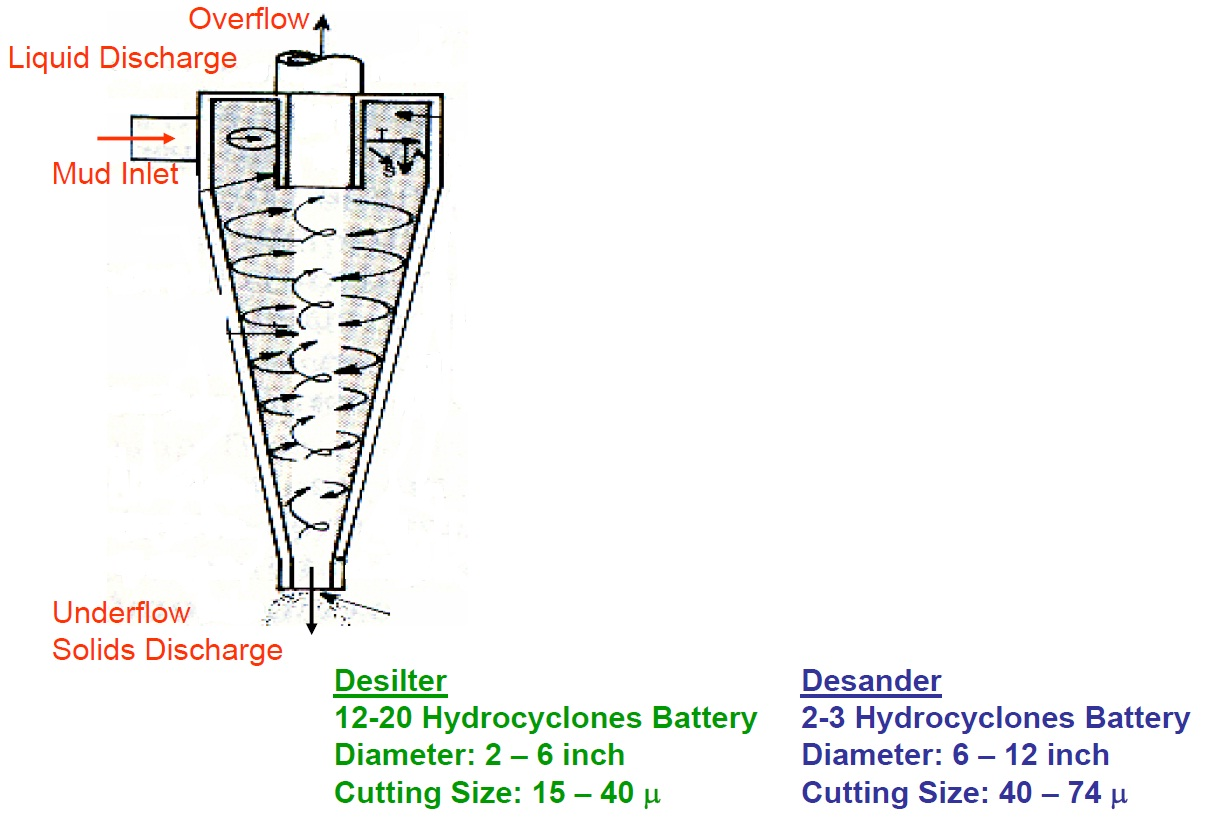 Overflow
Liquid Discharge
Mud Inlet
T
S
Underflow
Solids Discharge
Desilter
12-20 Hydrocyclones Battery
Diameter: 2 – 6 inch
Cutting Size: 15 – 40 μ
Desander
2-3 Hydrocyclones Battery
Diameter: 6 – 12 inch
Cutting Size: 40 – 74 μ